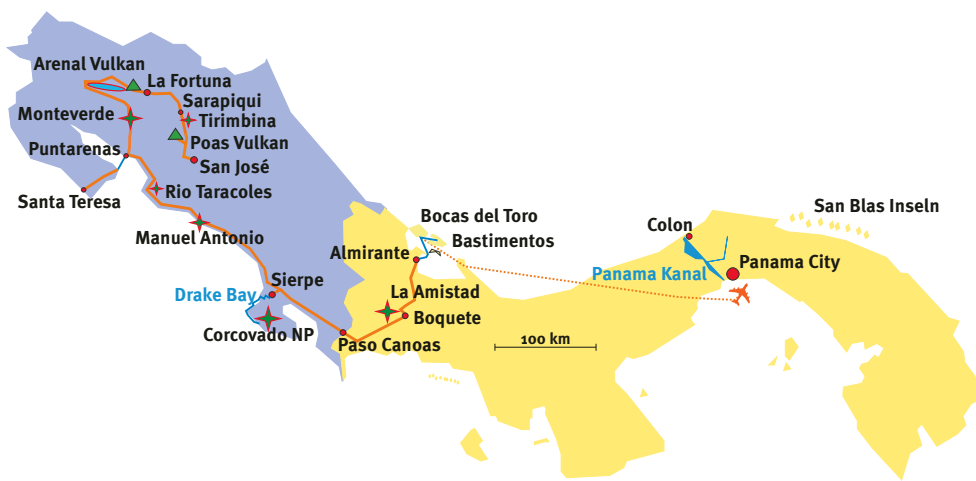 Arenal Vulkan
La Fortuna
Sarapiqui
Monteverde
Tirimbina
Poas Vulkan
Puntarenas
San José
Santa Teresa
Rio Taracoles
Manuel Antonio
Sierpe
Drake Bay
Corcovado NP
Paso Canoas
Bocas del Toro
Bastimentos
Almirante
La Amistad
Boquete
100 km
Colon
San Blas Inseln
Panama Kanal
Panama City